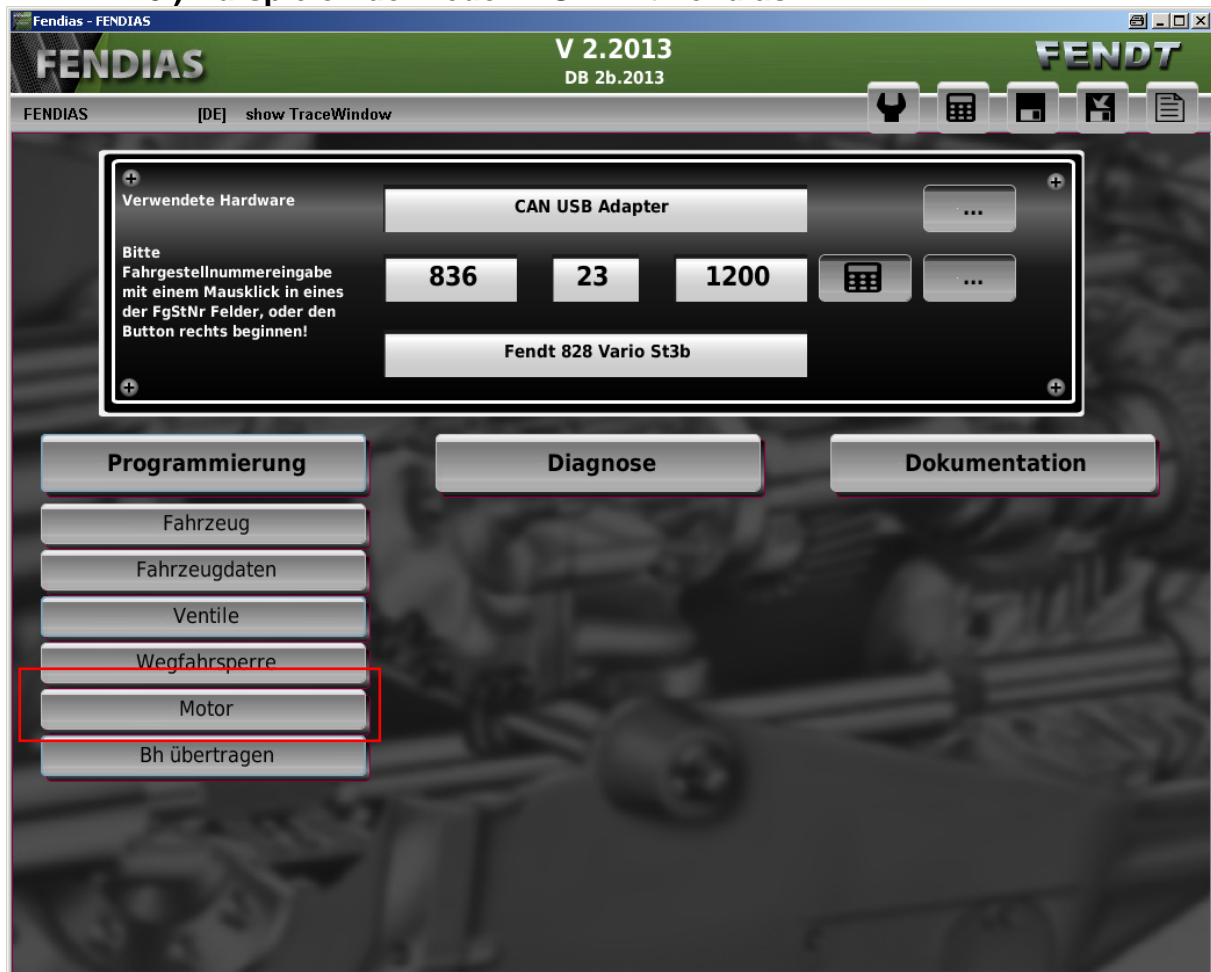 Fendias - FENDIAS
FENDIAS
V 2.2013
DB 2b.2013
FENDT
FENDIAS [DE] show TraceWindow
Verwendete Hardware
CAN USB Adapter
...
Bitte
Fahrgestellnummereingabe
mit einem Mausklick in eines
der FgStNr Felder, oder den
Button rechts beginnen!
836 23 1200
...
Fendt 828 Vario St3b
Programmierung
Diagnose
Dokumentation
Fahrzeug
Fahrzeugdaten
Ventile
Wegfahrsperre
Motor
Bh übertragen